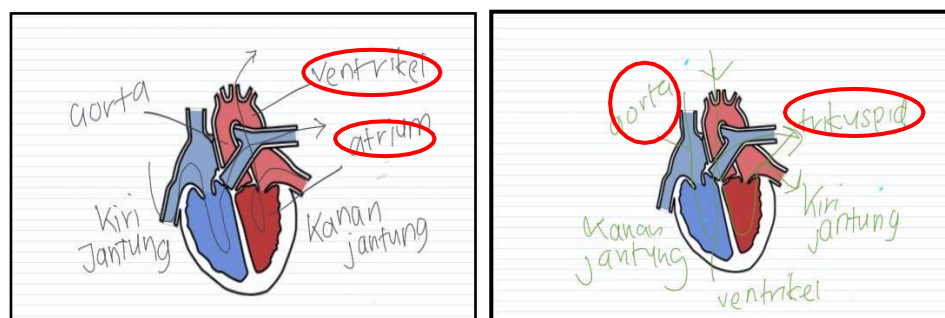 ventrikel
aorta
atrium
Kiri
Jantung
Kanan
jantung
aorta
trikuspid
Kiri
jantung
Kanan
jantung
ventrikel